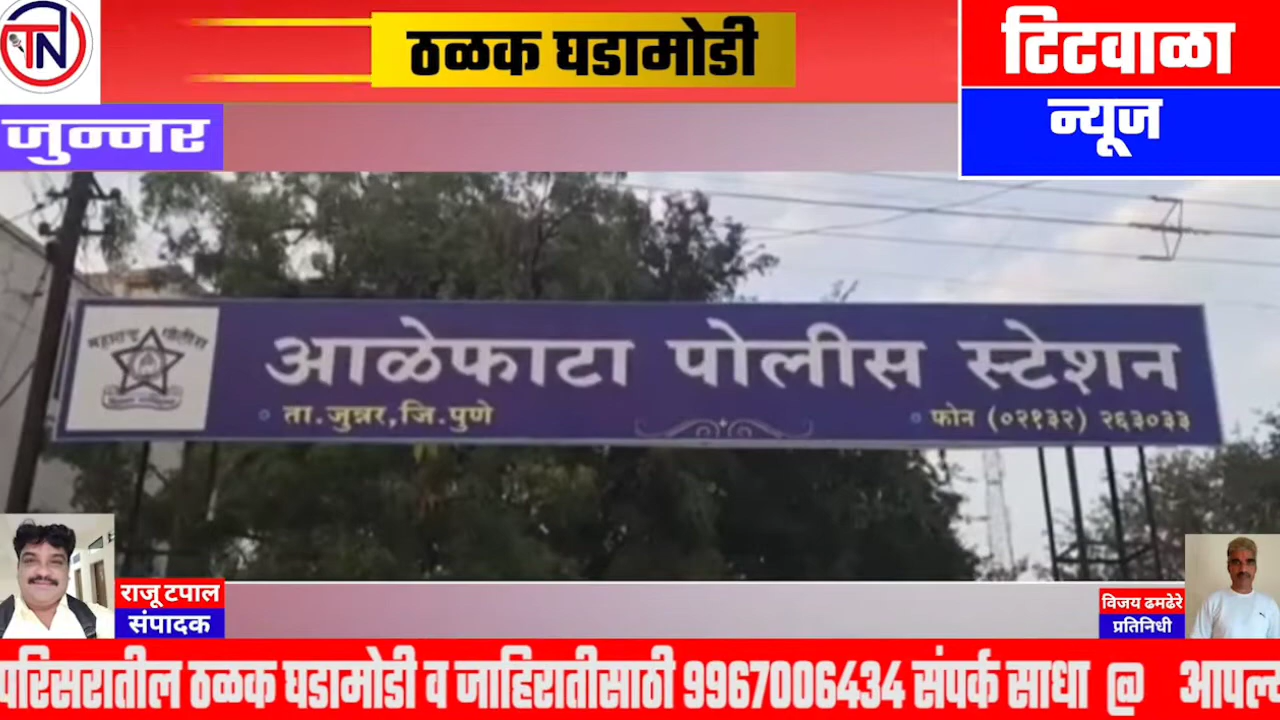 TN
ठळक घडामोडी
टिटवाळा
न्यूज
जुन्नर
महाराष्ट्र पोलीस
आळेफाटा पोलीस स्टेशन
ता.जुन्नर,जि.पुणे
फोन (०२१३२) २६३०३३
राजू टपाल
संपादक
विजय ढमढेरे
प्रतिनिधी
परिसरातील ठळक घडामोडी व जाहिरातीसाठी 9967006434 संपर्क साधा @ आपल्य